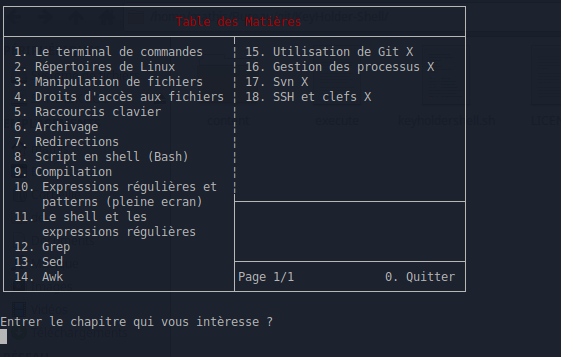 Table des Matières
1. Le terminal de commandes
2. Répertoires de Linux
3. Manipulation de fichiers
4. Droits d'accès aux fichiers
5. Raccourcis clavier
6. Archivage
7. Redirections
8. Script en shell (Bash)
9. Compilation
10. Expressions régulières et
patterns (pleine ecran)
11. Le shell et les
expressions régulières
12. Grep
13. Sed
14. Awk
15. Utilisation de Git X
16. Gestion des processus X
17. Svn X
18. SSH et clefs X
Page 1/1
0. Quitter
Entrer le chapitre qui vous intèresse ?